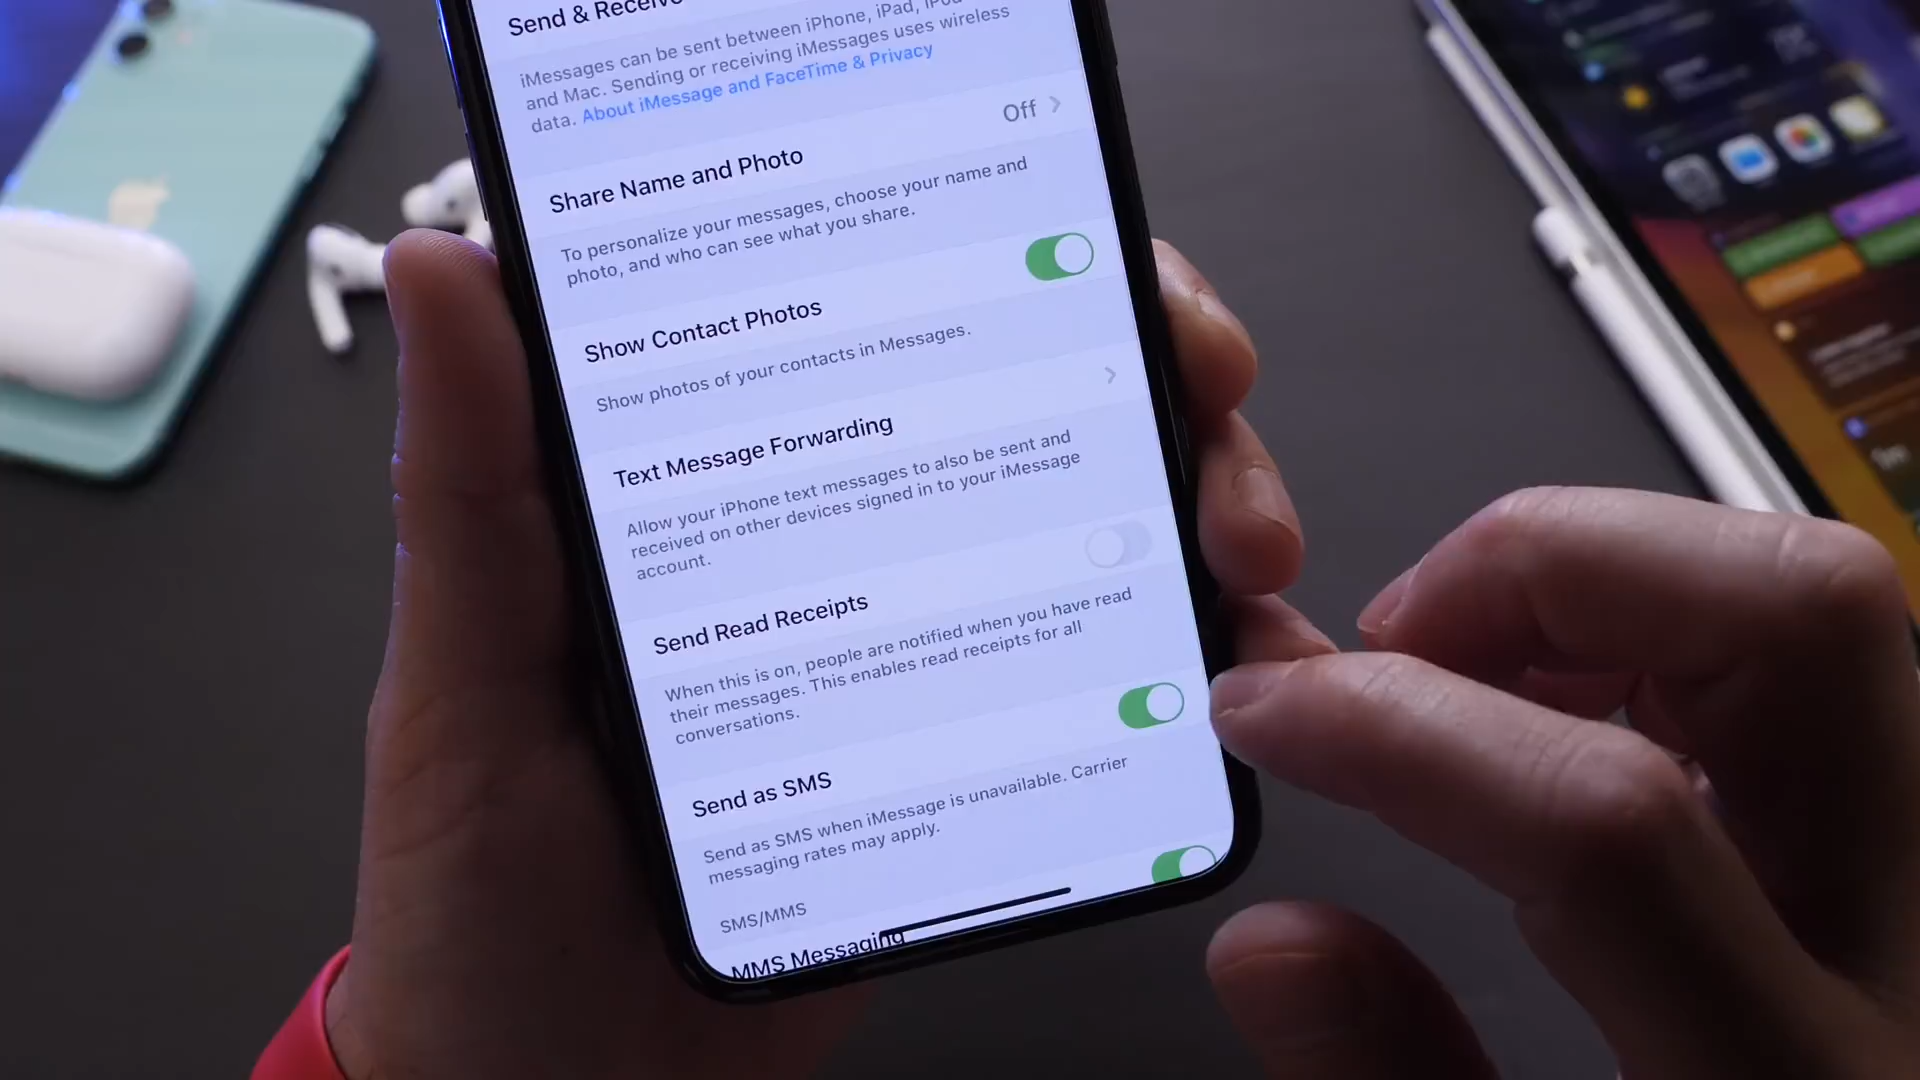 Send & Receive
iMessages can be sent between iPhone, iPad, iPod
and Mac. Sending or receiving iMessages uses wireless
data. About iMessage and FaceTime & Privacy
Share Name and Photo
Off
To personalize your messages, choose your name and
photo, and who can see what you share.
Show Contact Photos
Show photos of your contacts in Messages.
Text Message Forwarding
Allow your iPhone text messages to also be sent and
received on other devices signed in to your iMessage
account.
Send Read Receipts
When this is on, people are notified when you have read
their messages. This enables read receipts for all
conversations.
Send as SMS
Send as SMS when iMessage is unavailable. Carrier
messaging rates may apply.
SMS/MMS
MMS Messaging